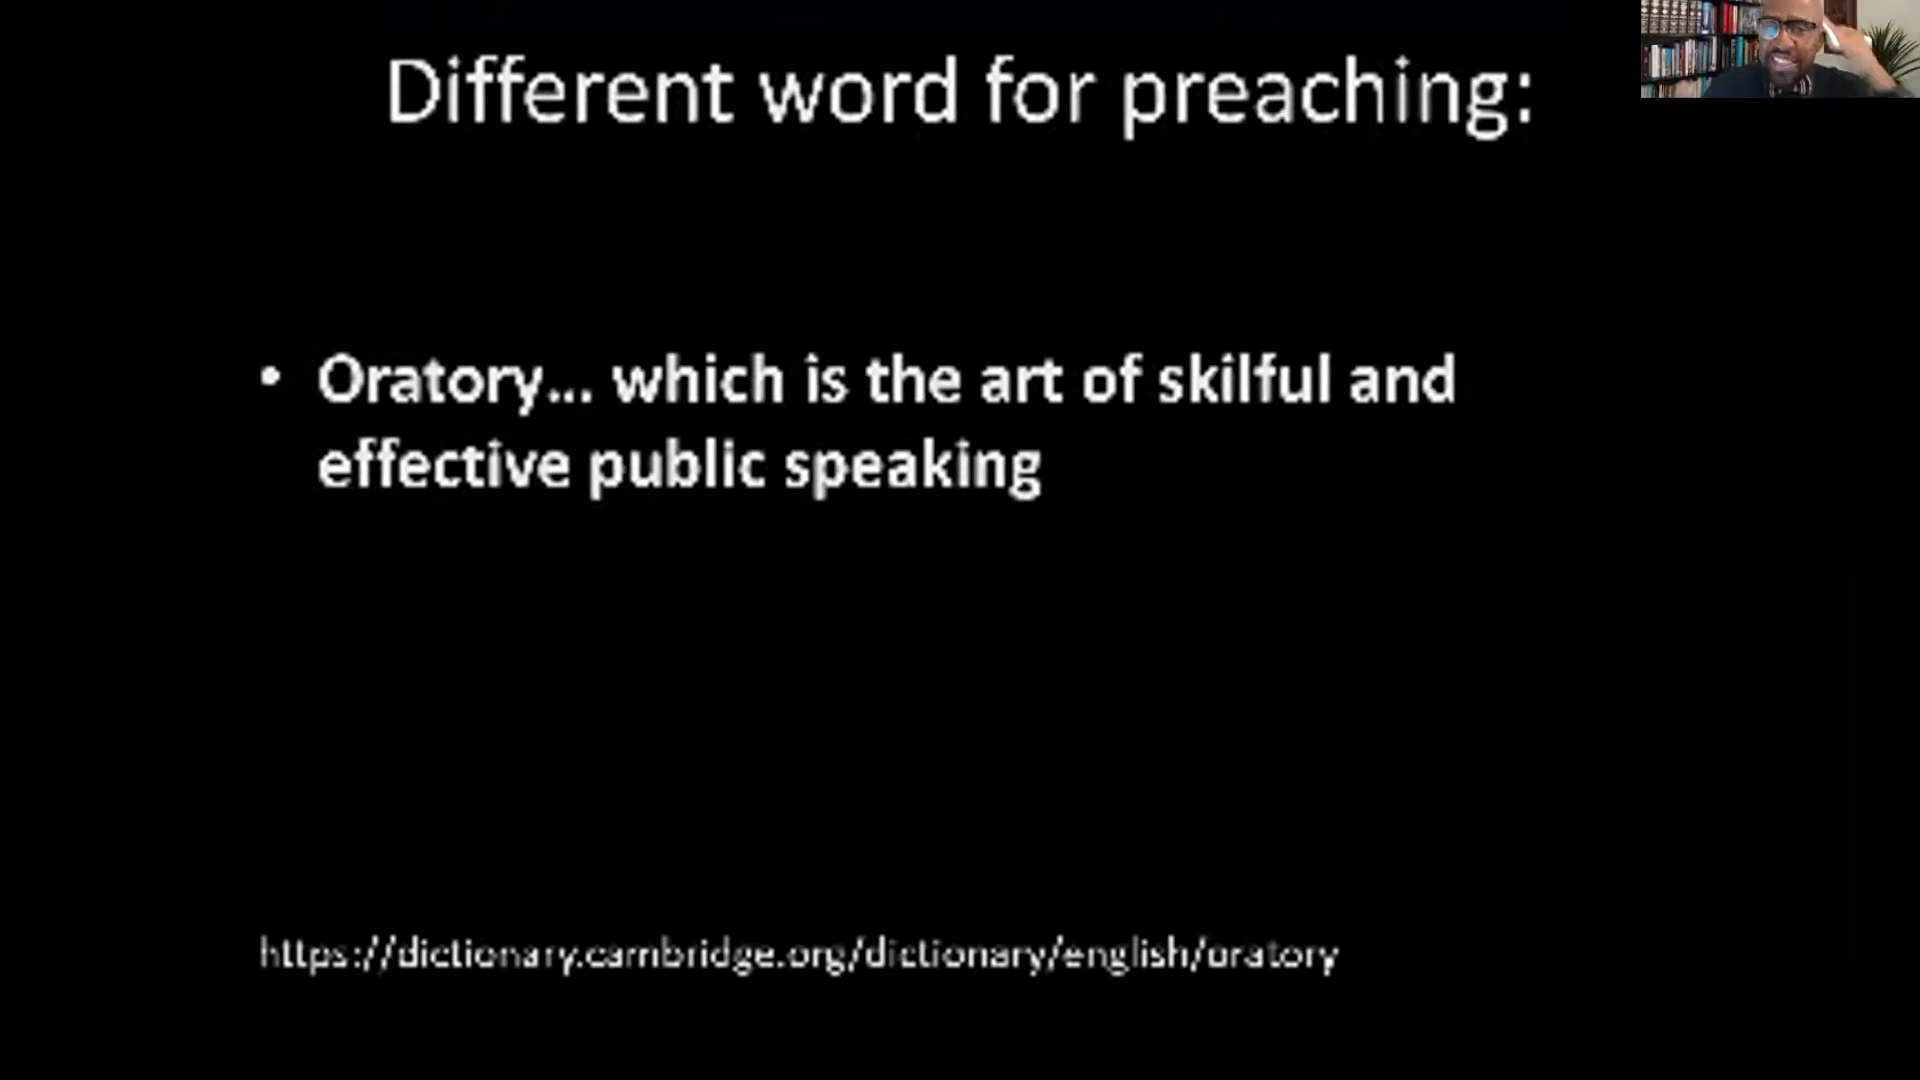 Different word for preaching:
• Oratory... which is the art of skilful and
effective public speaking
https://dictionary.cambridge.org/dictionary/english/oratory